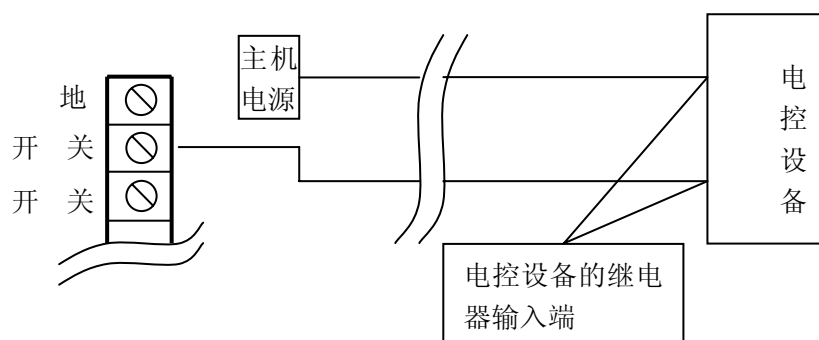 主机
电源
地
开 关
开 关
电
控
设
备
电控设备的继电
器输入端